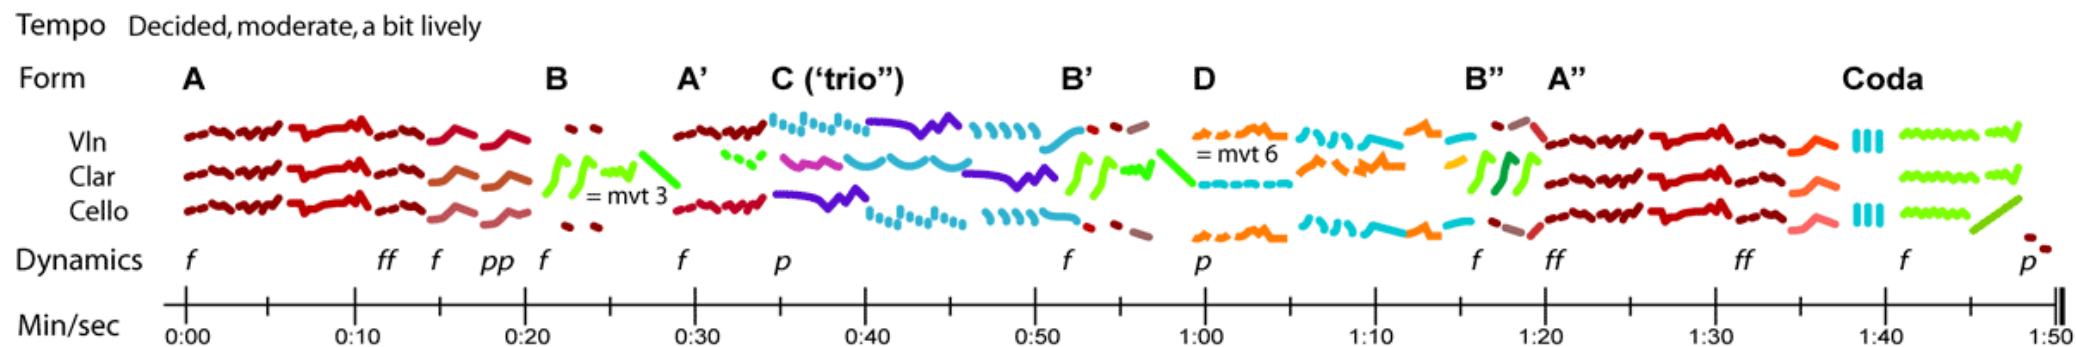 Tempo Decided, moderate, a bit lively
Form A B A' C ('trio") B' D B” A” Coda
Vln
= mvt 6
Clar
= mvt 3
Cello
Dynamics f ff f pp f f p f p f ff ff f p
Min/sec
0:00 0:10 0:20 0:30 0:40 0:50 1:00 1:10 1:20 1:30 1:40 1:50